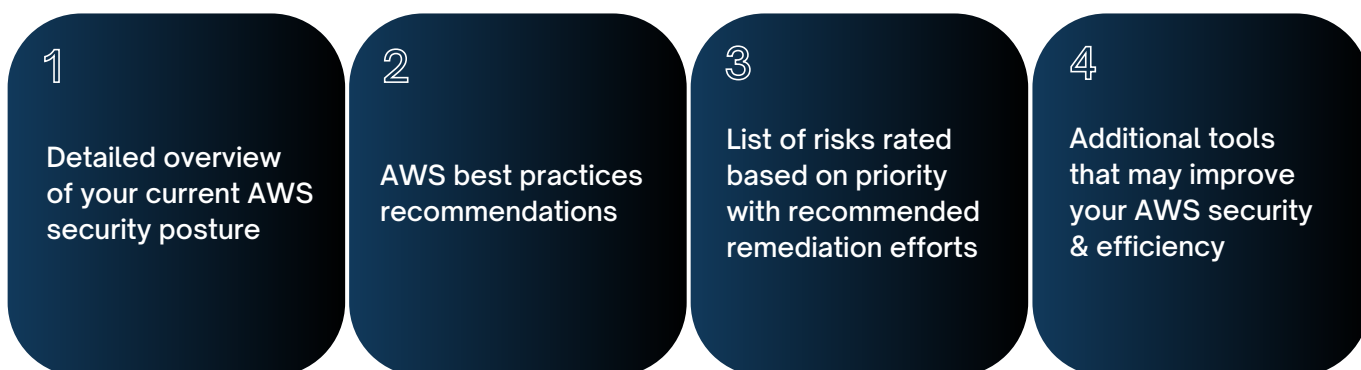 1
Detailed overview
of your current AWS
security posture
2
AWS best practices
recommendations
3
List of risks rated
based on priority
with recommended
remediation efforts
4
Additional tools
that may improve
your AWS security
& efficiency